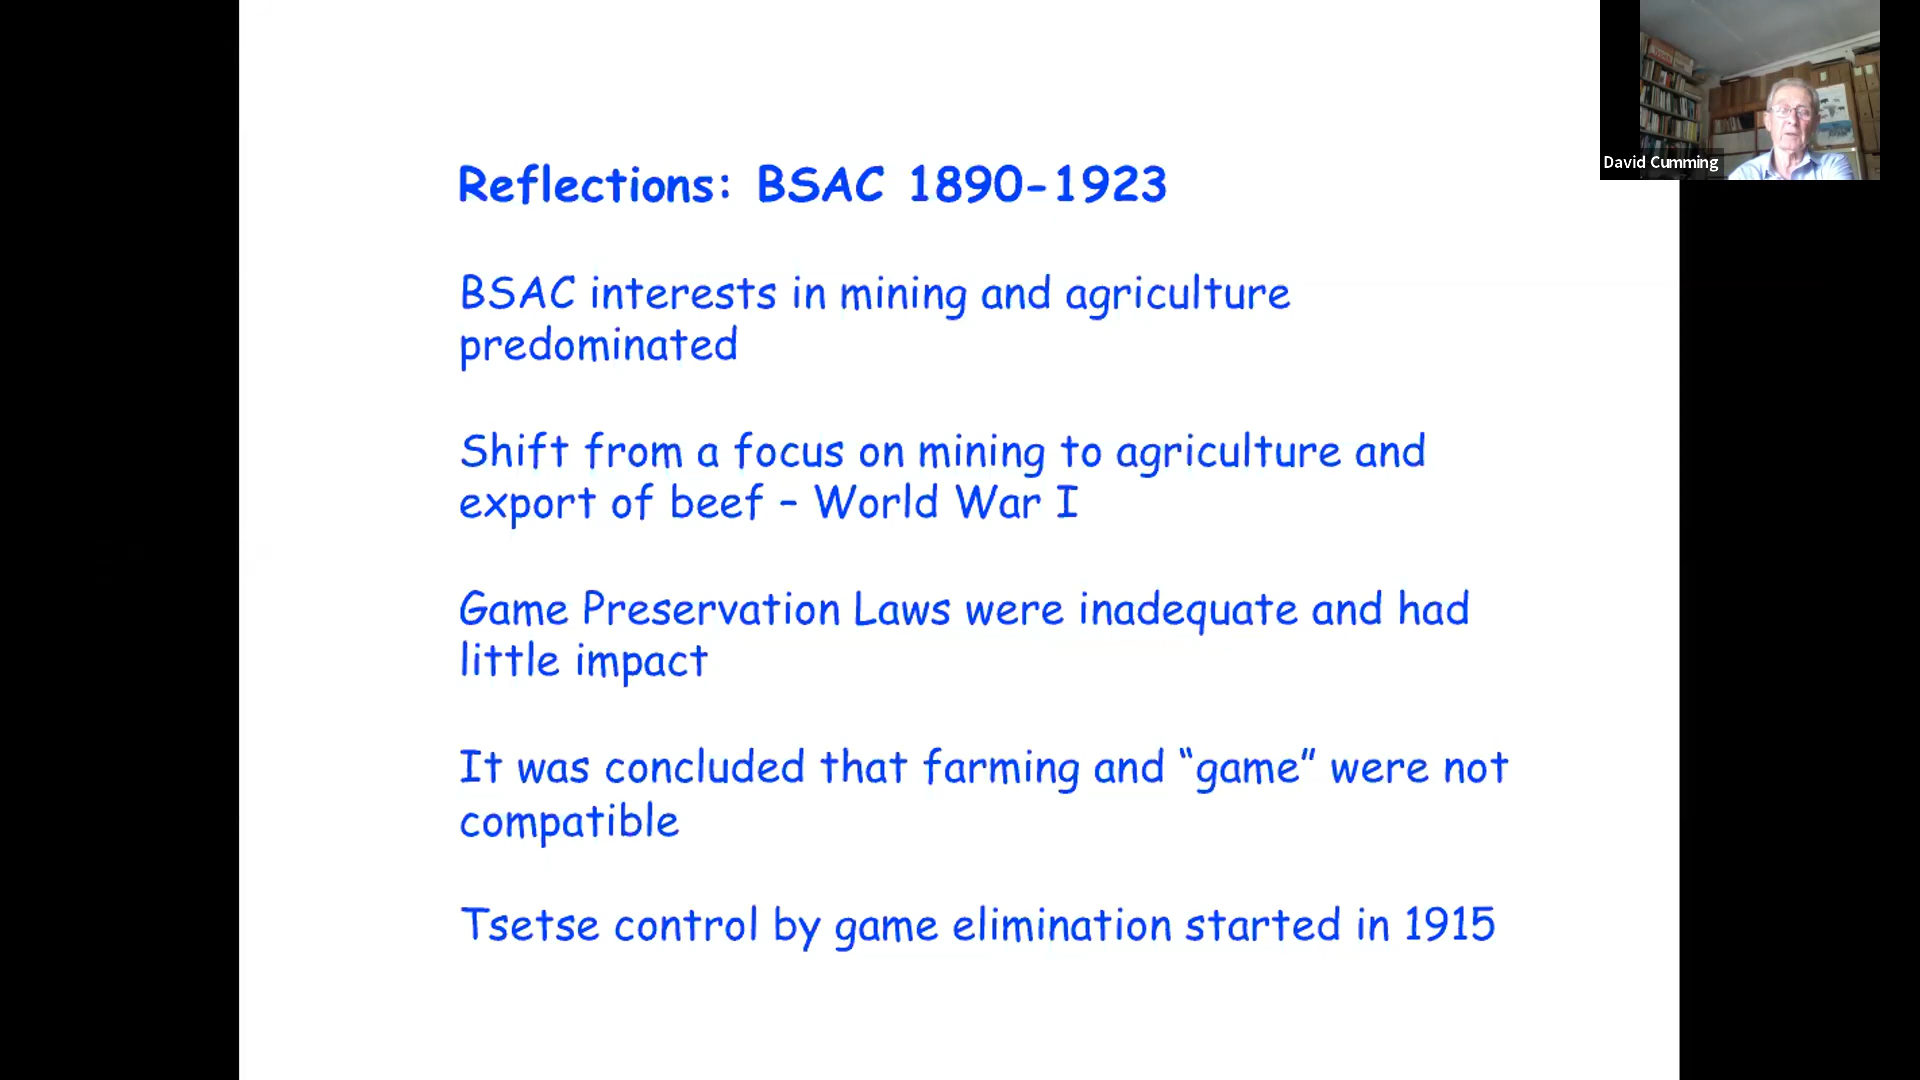 Reflections: BSAC 1890-1923
BSAC interests in mining and agriculture
predominated
Shift from a focus on mining to agriculture and
export of beef – World War I
Game Preservation Laws were inadequate and had
little impact
It was concluded that farming and “game” were not
compatible
Tsetse control by game elimination started in 1915
David Cumming